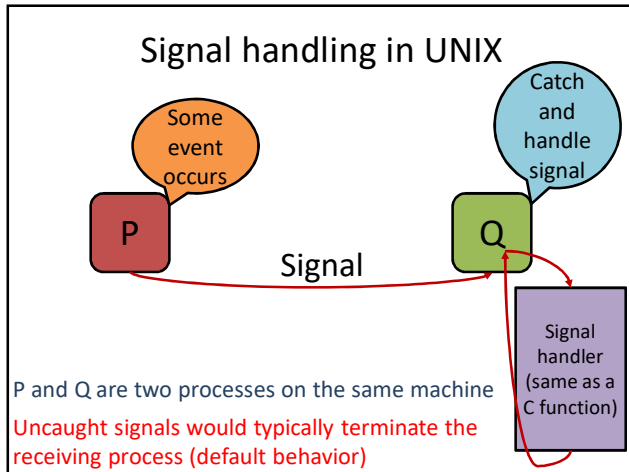 Signal handling in UNIX
Some
event
occurs
Catch
and
handle
signal
P
Q
Signal
Signal
handler
(same as a
C function)
P and Q are two processes on the same machine
Uncaught signals would typically terminate the
receiving process (default behavior)